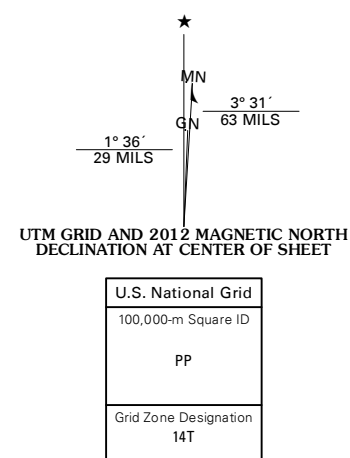 ★
MN
3° 31´
63 MILS
GN
1° 36´
29 MILS
UTM GRID AND 2012 MAGNETIC NORTH
DECLINATION AT CENTER OF SHEET
U.S. National Grid
100,000-m Square ID
PP
Grid Zone Designation
14T